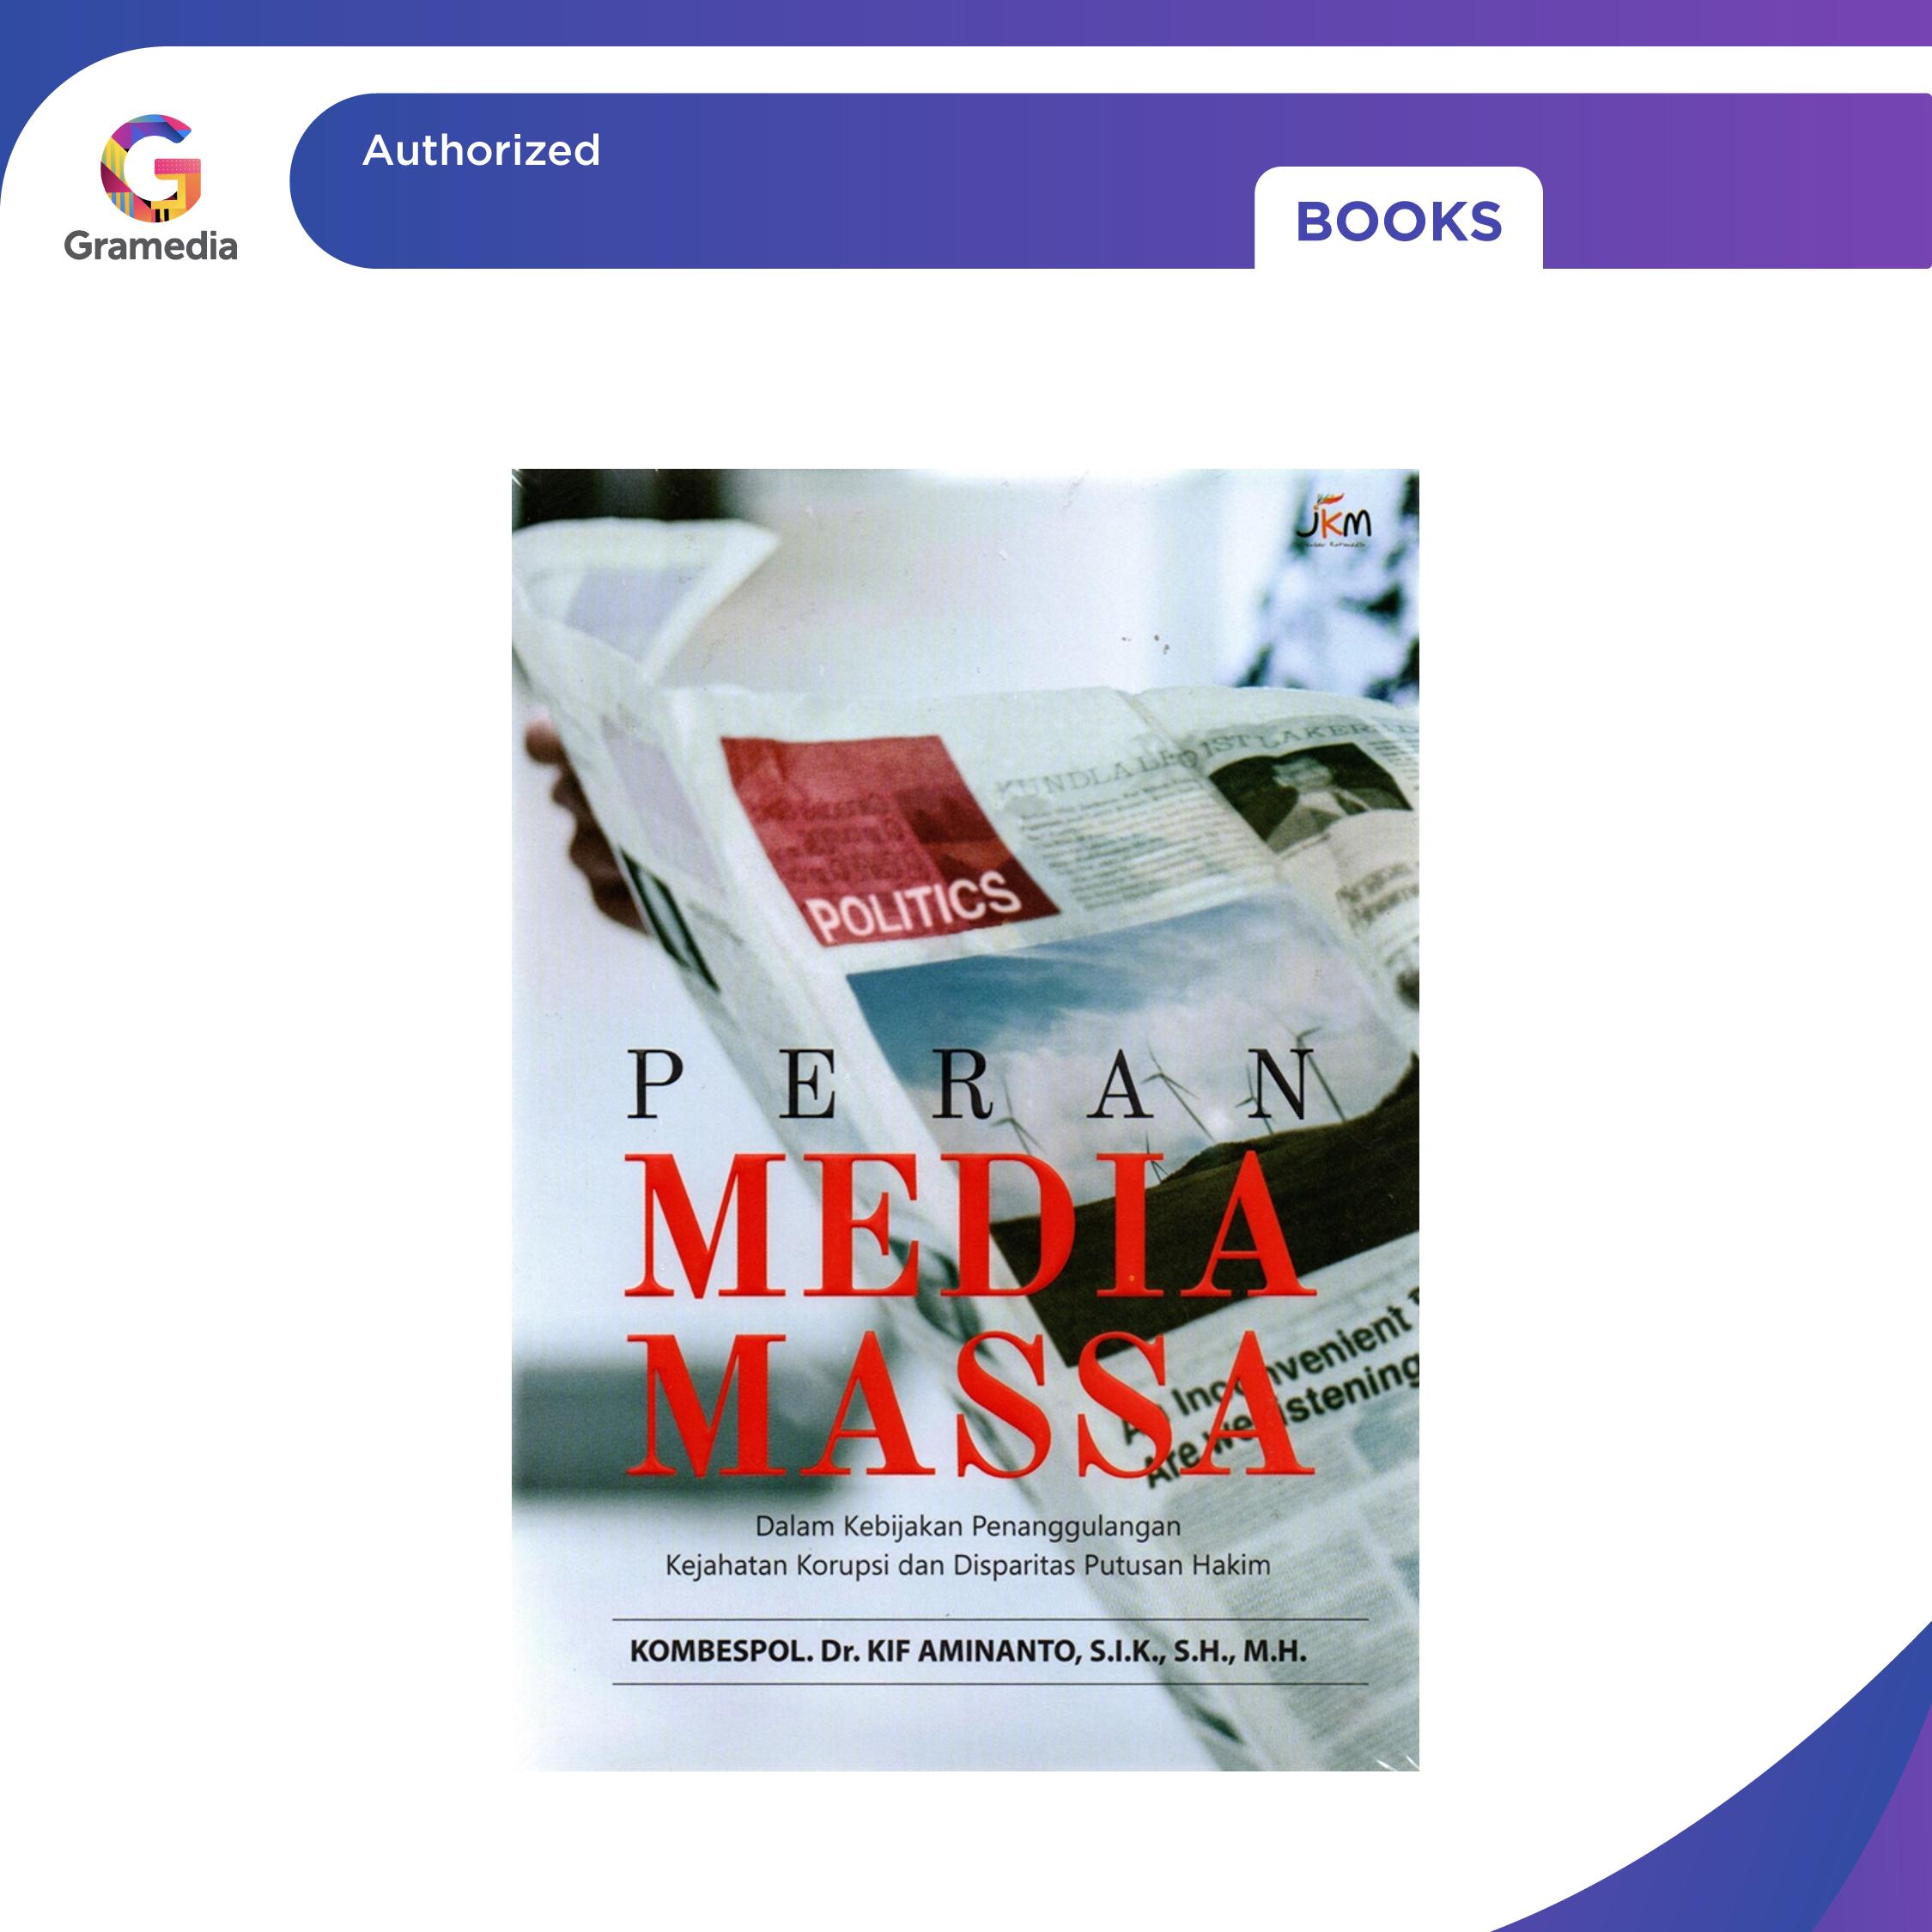 Gramedia
Authorized
BOOKS
JKM
POLITICS
PERAN
MEDIA
MASSA
An Inconvenient
Are we listening
Dalam Kebijakan Penanggulangan
Kejahatan Korupsi dan Disparitas Putusan Hakim
KOMBESPOL. Dr. KIF AMINANTO, S.I.K., S.H., M.H.